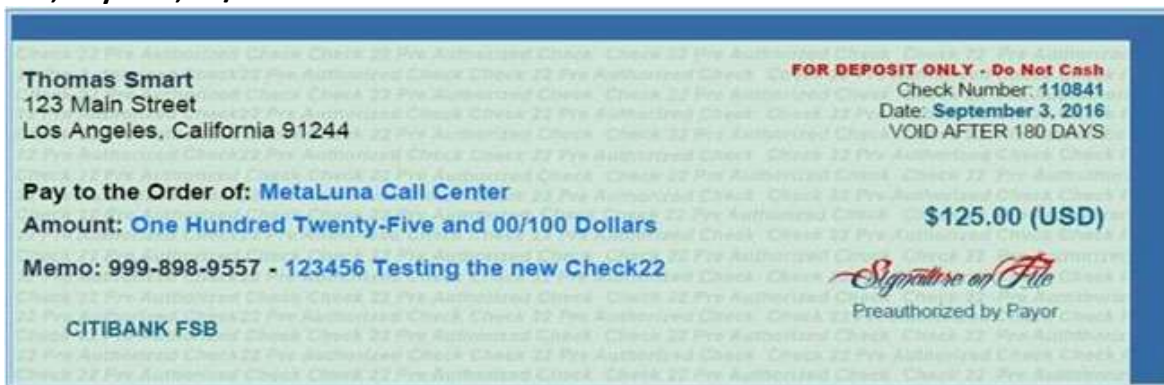 Thomas Smart
123 Main Street
Los Angeles, California 91244
FOR DEPOSIT ONLY - Do Not Cash
Check Number: 110841
Date: September 3, 2016
VOID AFTER 180 DAYS
Pay to the Order of: MetaLuna Call Center
Amount: One Hundred Twenty-Five and 00/100 Dollars
$125.00 (USD)
Memo: 999-898-9557 - 123456 Testing the new Check22
Signature on File
Preauthorized by Payor
CITIBANK FSB